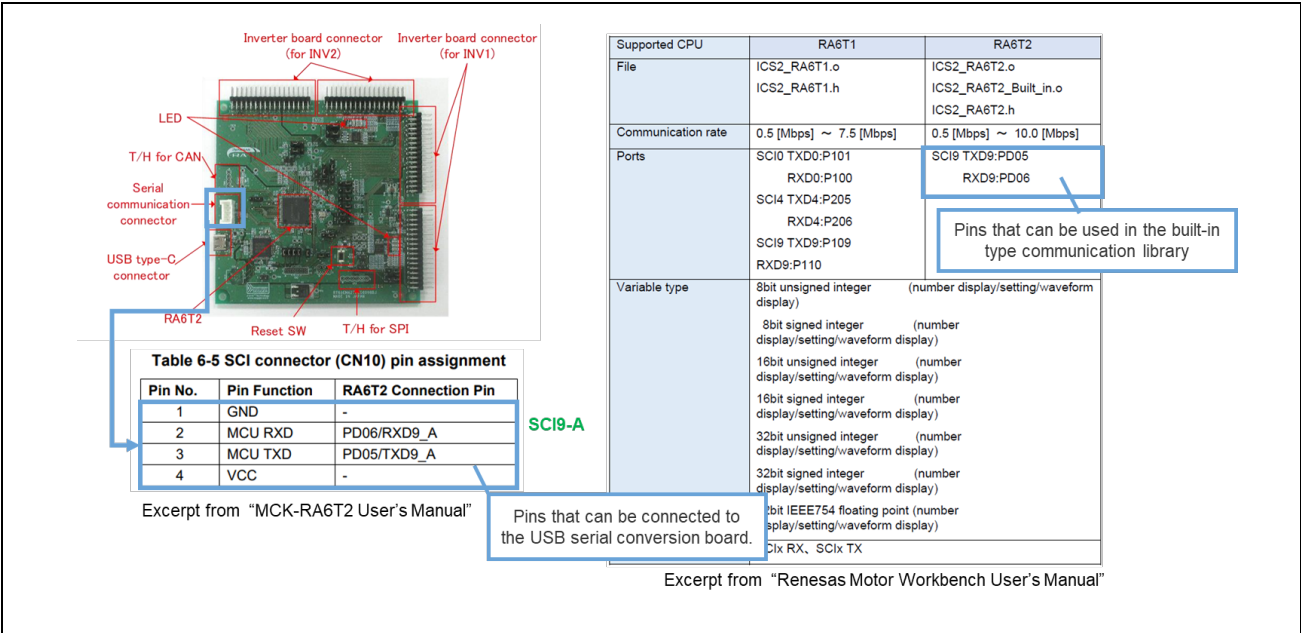 Inverter board connector
(for INV2)
Inverter board connector
(for INV1)
LED
T/H for CAN
Serial
communication
connector
USB type-C
connector
RA6T2
Reset SW
T/H for SPI
Table 6-5 SCI connector (CN10) pin assignment
Pin No. Pin Function RA6T2 Connection Pin
1 GND -
2 MCU RXD PD06/RXD9_A
3 MCU TXD PD05/TXD9_A
4 VCC -
SCI9-A
Excerpt from “MCK-RA6T2 User’s Manual”
Pins that can be connected to
the USB serial conversion board.
Supported CPU RA6T1 RA6T2
File ICS2_RA6T1.o ICS2_RA6T2.o
ICS2_RA6T1.h ICS2_RA6T2_Built_in.o
ICS2_RA6T2.h
Communication rate 0.5 [Mbps] ～ 7.5 [Mbps] 0.5 [Mbps] ～ 10.0 [Mbps]
Ports SCI0 TXD0:P101 SCI9 TXD9:PD05
RXD0:P100 RXD9:PD06
SCI4 TXD4:P205
RXD4:P206
SCI9 TXD9:P109
RXD9:P110
Pins that can be used in the built-in
type communication library
Variable type 8bit unsigned integer (number display/setting/waveform
display)
8bit signed integer (number
display/setting/waveform display)
16bit unsigned integer (number
display/setting/waveform display)
16bit signed integer (number
display/setting/waveform display)
32bit unsigned integer (number
display/setting/waveform display)
32bit signed integer (number
display/setting/waveform display)
2bit IEEE754 floating point (number
splay/setting/waveform display)
CIx RX、SCIx TX
Excerpt from “Renesas Motor Workbench User’s Manual”